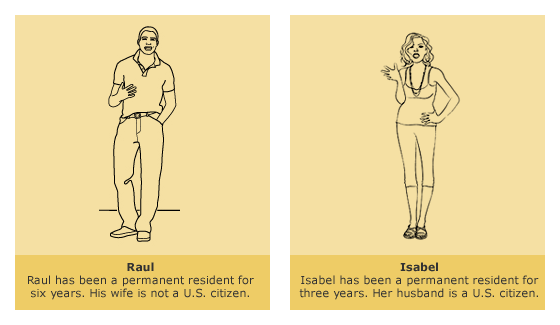 Raul
Raul has been a permanent resident for
six years. His wife is not a U.S. citizen.
Isabel
Isabel has been a permanent resident for
three years. Her husband is a U.S. citizen.